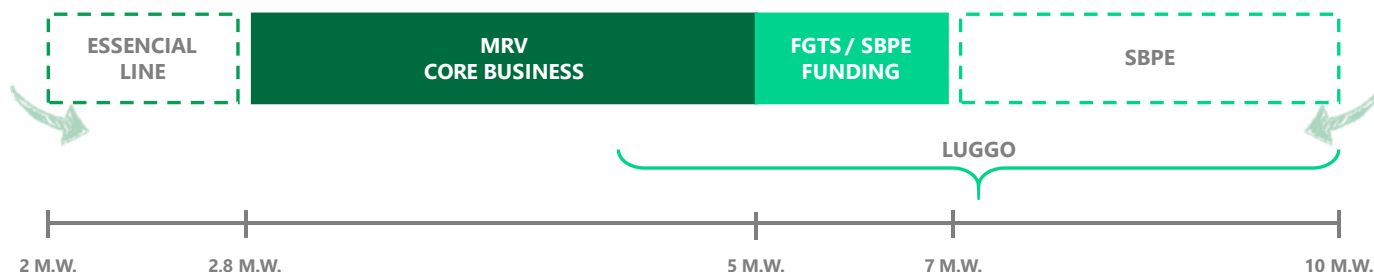 ESSENCIAL
LINE
MRV
CORE BUSINESS
FGTS / SBPE
FUNDING
SBPE
LUGGO
2 M.W.
2,8 M.W.
5 M.W.
7 M.W.
10 M.W.